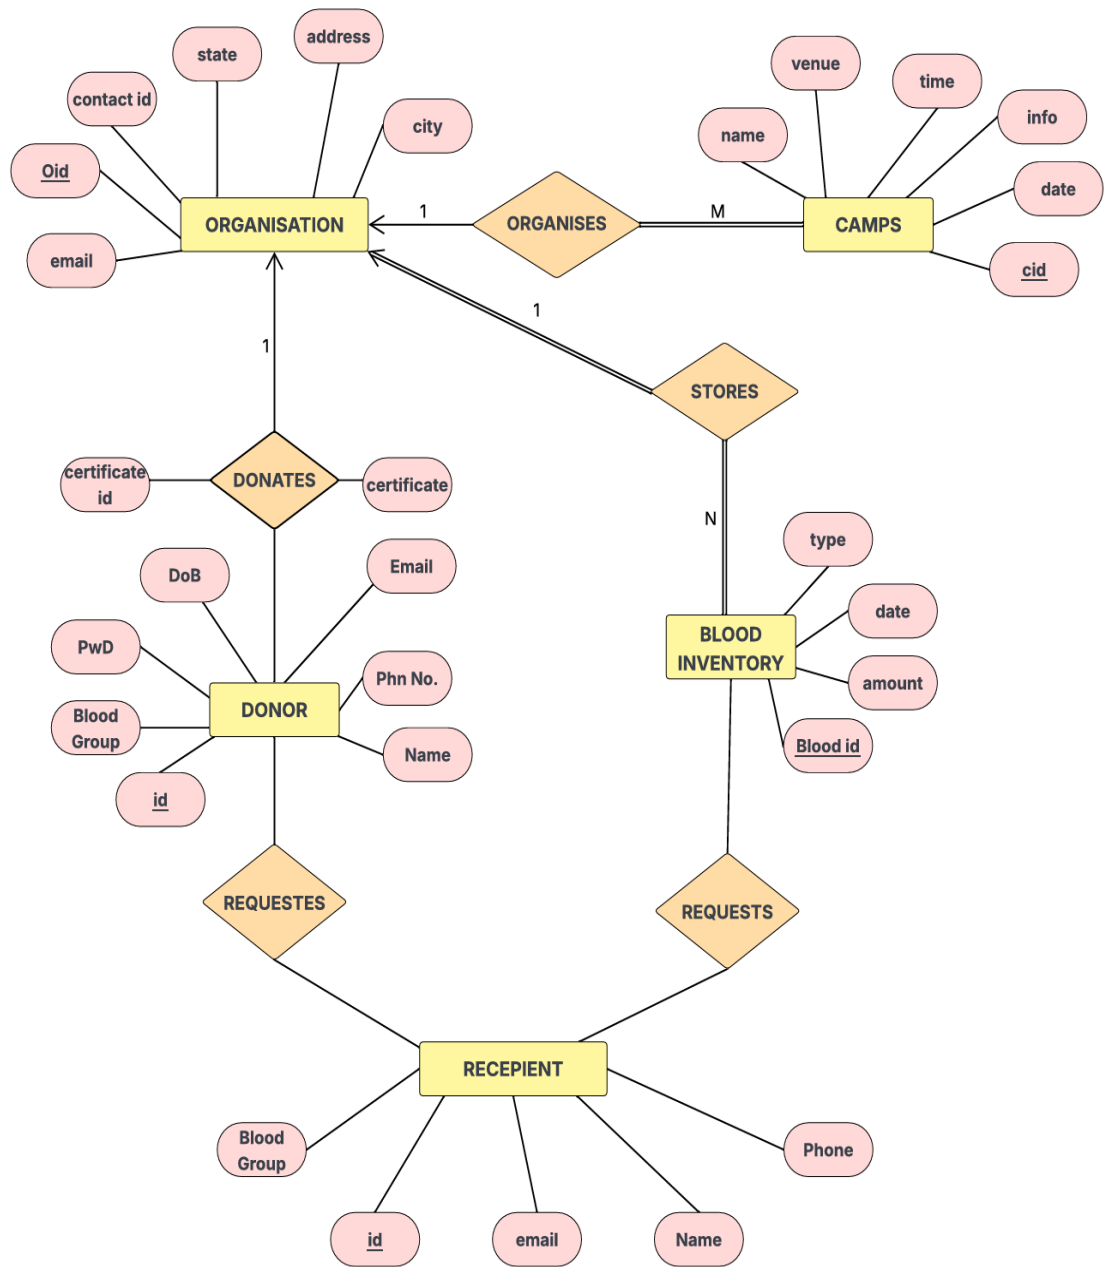 address
state
venue
time
contact id
info
city
name
Oid
date
ORGANISATION
1
ORGANISES
M
CAMPS
email
cid
1
1
STORES
certificate
id
DONATES
certificate
N
type
Email
DoB
date
BLOOD
INVENTORY
PwD
Phn No.
amount
Blood
Group
DONOR
Name
Blood id
id
REQUESTES
REQUESTS
RECEPIENT
Blood
Group
Phone
id
email
Name